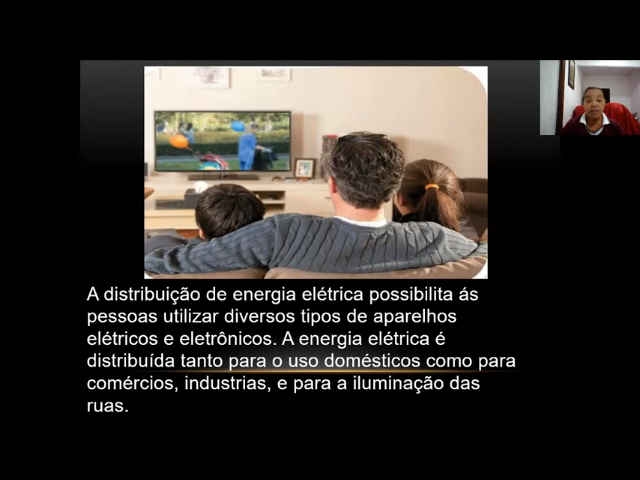 A distribuição de energia elétrica possibilita ás
pessoas utilizar diversos tipos de aparelhos
elétricos e eletrônicos. A energia elétrica é
distribuída tanto para o uso domésticos como para
comércios, industrias, e para a iluminação das
ruas.